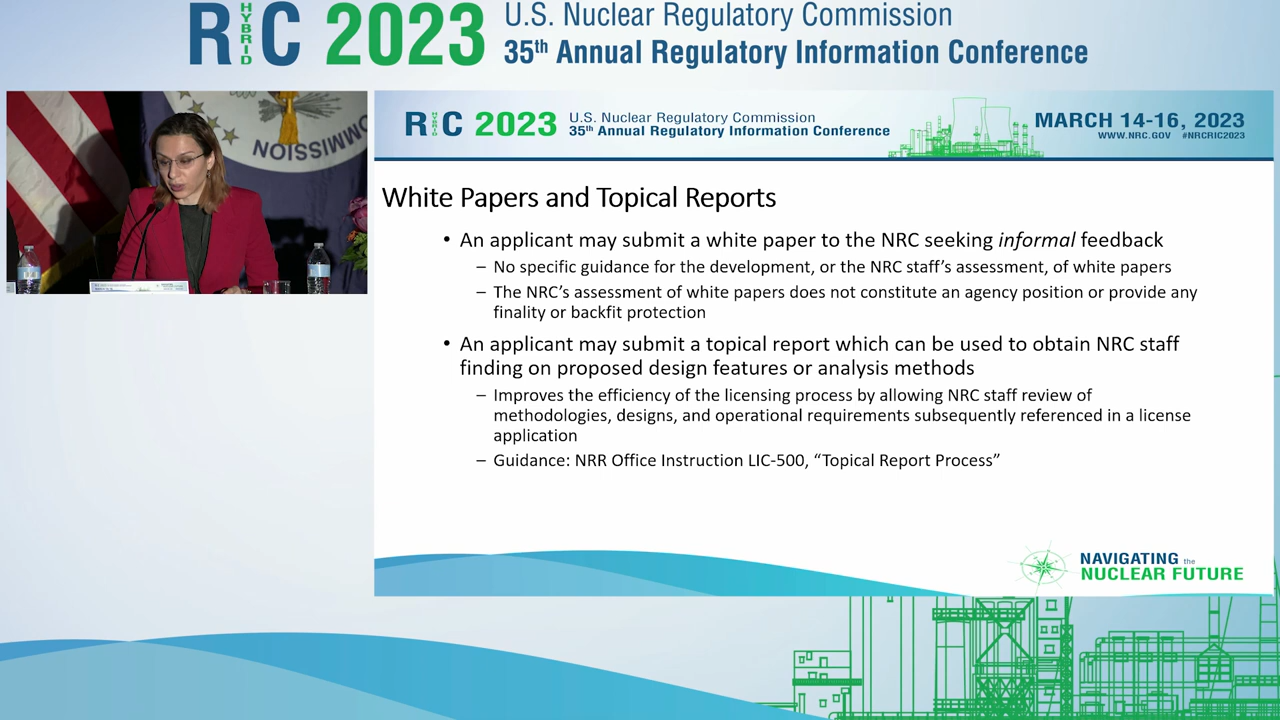 RIC 2023
HYBRID
U.S. Nuclear Regulatory Commission
35th Annual Regulatory Information Conference
MMISSION
RIC 2023
HYBRID
U.S. Nuclear Regulatory Commission
35th Annual Regulatory Information Conference
MARCH 14-16, 2023
WWW.NRC.GOV #NRCRIC2023
White Papers and Topical Reports
• An applicant may submit a white paper to the NRC seeking informal feedback
– No specific guidance for the development, or the NRC staff’s assessment, of white papers
– The NRC’s assessment of white papers does not constitute an agency position or provide any
finality or backfit protection
• An applicant may submit a topical report which can be used to obtain NRC staff
finding on proposed design features or analysis methods
– Improves the efficiency of the licensing process by allowing NRC staff review of
methodologies, designs, and operational requirements subsequently referenced in a license
application
– Guidance: NRR Office Instruction LIC-500, “Topical Report Process”
NAVIGATING the
NUCLEAR FUTURE